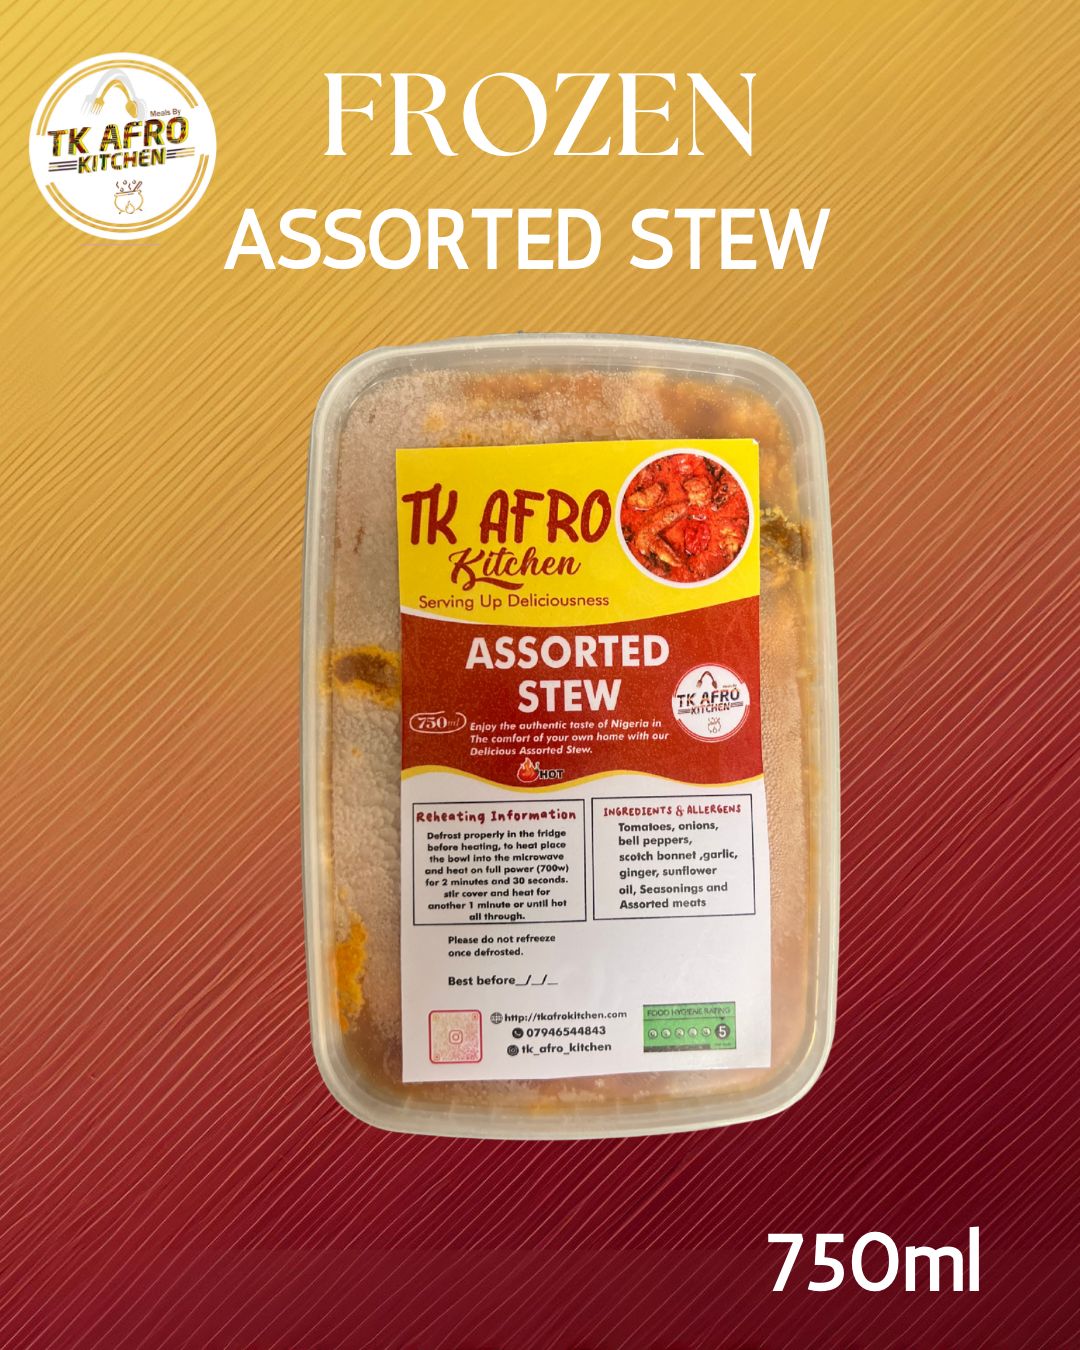 Meals By
TK AFRO
KITCHEN
FROZEN
ASSORTED STEW
TK AFRO
Kitchen
Serving Up Deliciousness
ASSORTED
STEW
750ml
Enjoy the authentic taste of Nigeria in
The comfort of your own home with our
Delicious Assorted Stew.
HOT
Meals By
TK AFRO
KITCHEN
Reheating Information
Defrost properly in the fridge
before heating, to heat place
the bowl into the microwave
and heat on full power (700w)
for 2 minutes and 30 seconds.
stir cover and heat for
another 1 minute or until hot
all through.
INGREDIENTS & ALLERGENS
Tomatoes, onions,
bell peppers,
scotch bonnet ,garlic,
ginger, sunflower
oil, Seasonings and
Assorted meats
Please do not refreeze
once defrosted.
Best before_/_/_
http://tkafrokitchen.com
07946544843
tk_afro_kitchen
FOOD HYGIENE RATING
5
750ml